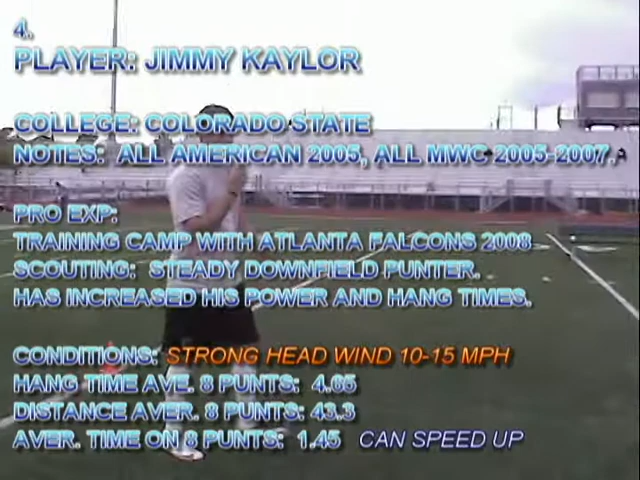 4.
PLAYER: JIMMY KAYLOR
COLLEGE: COLORADO STATE
NOTES: ALL AMERICAN 2005, ALL MWC 2005-2007.
PRO EXP:
TRAINING CAMP WITH ATLANTA FALCONS 2008
SCOUTING: STEADY DOWNFIELD PUNTER.
HAS INCREASED HIS POWER AND HANG TIMES.
CONDITIONS: STRONG HEAD WIND 10-15 MPH
HANG TIME AVE. 8 PUNTS: 4.65
DISTANCE AVER. 8 PUNTS: 43.3
AVER. TIME ON 8 PUNTS: 1.45 CAN SPEED UP